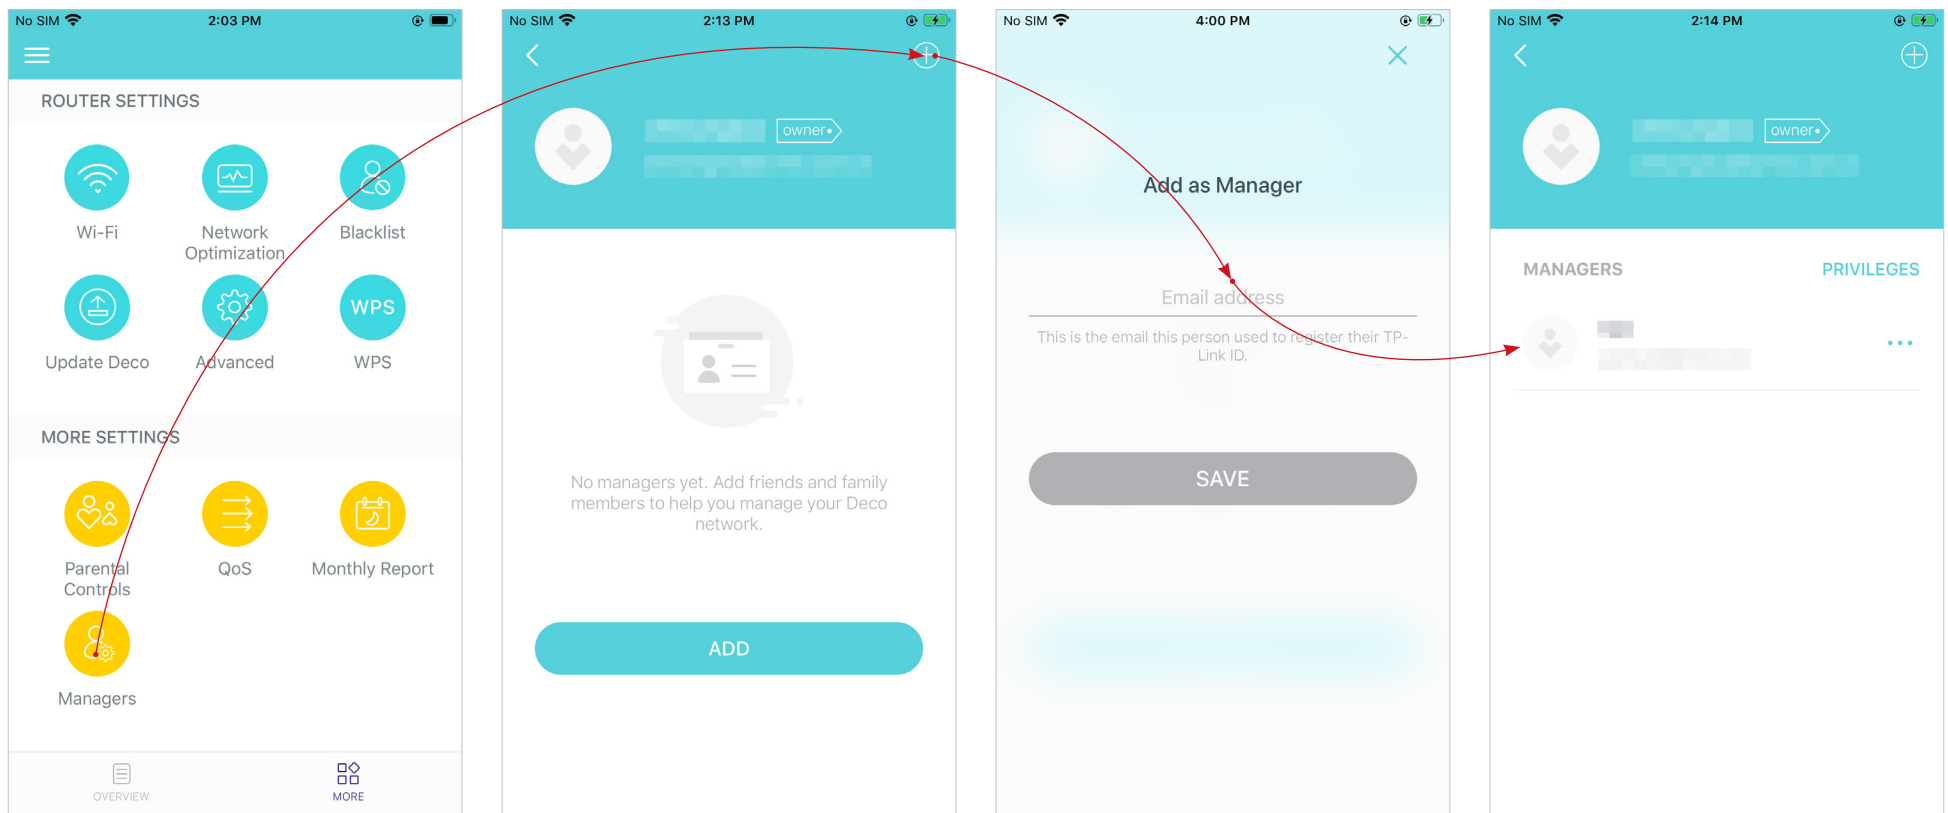 No SIM
2:03 PM
ROUTER SETTINGS
Wi-Fi
Network
Optimization
Blacklist
Update Deco
Advanced
WPS
WPS
MORE SETTINGS
Parental
Controls
QoS
Monthly Report
Managers
OVERVIEW
MORE
No SIM
2:13 PM
owner
No managers yet. Add friends and family
members to help you manage your Deco
network.
ADD
No SIM
4:00 PM
Add as Manager
Email address
This is the email this person used to register their TP-
Link ID.
SAVE
No SIM
2:14 PM
owner
MANAGERS
PRIVILEGES